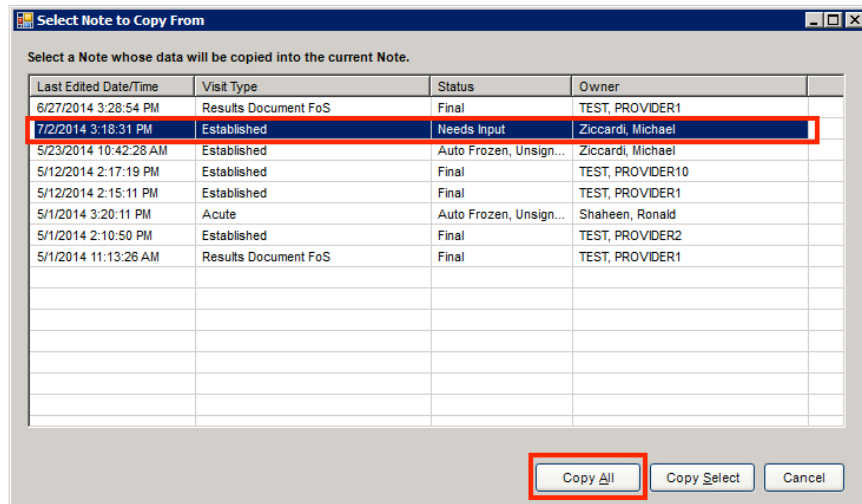 Select Note to Copy From
Select a Note whose data will be copied into the current Note.
Last Edited Date/Time Visit Type Status Owner
6/27/2014 3:28:54 PM Results Document FoS Final TEST, PROVIDER1
7/2/2014 3:18:31 PM Established Needs Input Ziccardi, Michael
5/23/2014 10:42:28 AM Established Auto Frozen, Unsign... Ziccardi, Michael
5/12/2014 2:17:19 PM Established Final TEST, PROVIDER10
5/12/2014 2:15:11 PM Established Final TEST, PROVIDER1
5/1/2014 3:20:11 PM Acute Auto Frozen, Unsign... Shaheen, Ronald
5/1/2014 2:10:50 PM Established Final TEST, PROVIDER2
5/1/2014 11:13:26 AM Results Document FoS Final TEST, PROVIDER1
Copy All Copy Select Cancel